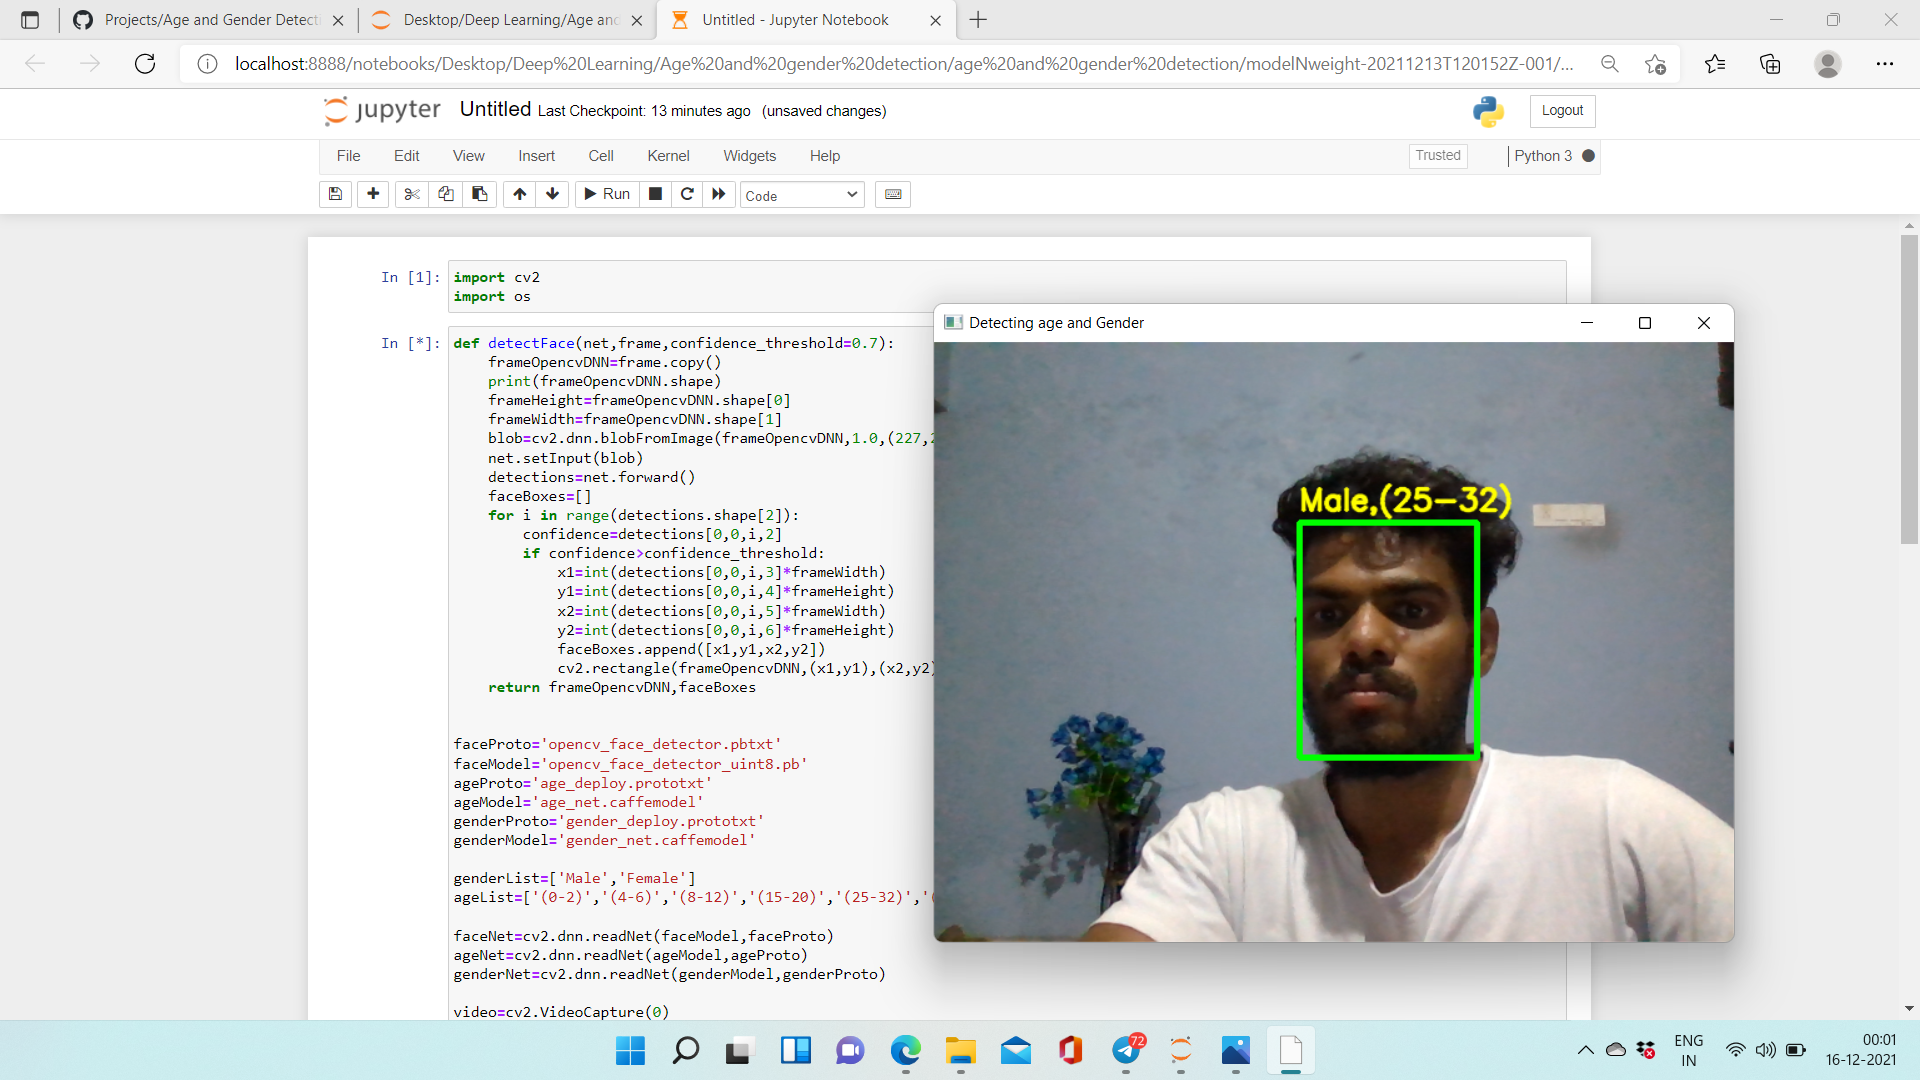 Projects/Age and Gender Detecti
Desktop/Deep Learning/Age and
Untitled - Jupyter Notebook
localhost:8888/notebooks/Desktop/Deep%20Learning/Age%20and%20gender%20detection/age%20and%20gender%20detection/modelNweight-20211213T120152Z-001/...
jupyter Untitled Last Checkpoint: 13 minutes ago (unsaved changes)
Logout
File Edit View Insert Cell Kernel Widgets Help
Trusted
Python 3
Run
Code
In [1]:
import cv2
import os
In [*]:
def detectFace(net,frame,confidence_threshold=0.7):
    frameOpencvDNN=frame.copy()
    print(frameOpencvDNN.shape)
    frameHeight=frameOpencvDNN.shape[0]
    frameWidth=frameOpencvDNN.shape[1]
    blob=cv2.dnn.blobFromImage(frameOpencvDNN,1.0,(227,2
    net.setInput(blob)
    detections=net.forward()
    faceBoxes=[]
    for i in range(detections.shape[2]):
        confidence=detections[0,0,i,2]
        if confidence>confidence_threshold:
            x1=int(detections[0,0,i,3]*frameWidth)
            y1=int(detections[0,0,i,4]*frameHeight)
            x2=int(detections[0,0,i,5]*frameWidth)
            y2=int(detections[0,0,i,6]*frameHeight)
            faceBoxes.append([x1,y1,x2,y2])
            cv2.rectangle(frameOpencvDNN,(x1,y1),(x2,y2)
    return frameOpencvDNN,faceBoxes
faceProto='opencv_face_detector.pbtxt'
faceModel='opencv_face_detector_uint8.pb'
ageProto='age_deploy.prototxt'
ageModel='age_net.caffemodel'
genderProto='gender_deploy.prototxt'
genderModel='gender_net.caffemodel'
genderList=['Male','Female']
ageList=['(0-2)','(4-6)','(8-12)','(15-20)','(25-32)','(
faceNet=cv2.dnn.readNet(faceModel,faceProto)
ageNet=cv2.dnn.readNet(ageModel,ageProto)
genderNet=cv2.dnn.readNet(genderModel,genderProto)
video=cv2.VideoCapture(0)
Detecting age and Gender
Male,(25-32)
72
ENG
IN
00:01
16-12-2021